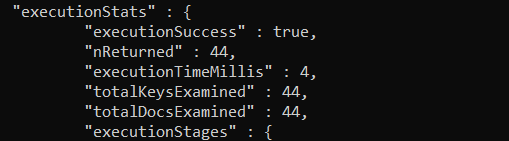 "executionStats" : {
"executionSuccess" : true,
"nReturned" : 44,
"executionTimeMillis" : 4,
"totalKeysExamined" : 44,
"totalDocsExamined" : 44,
"executionStages" : {